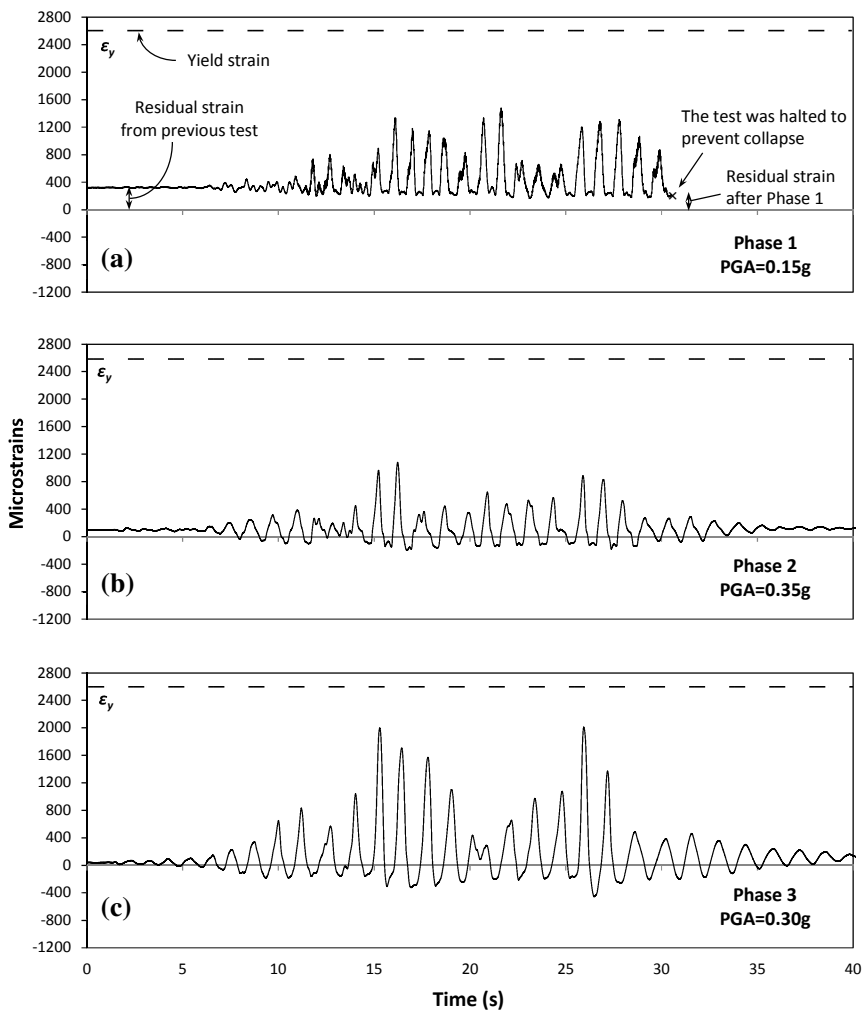 2800
2400
2000
1600
1200
800
400
0
-400
-800
-1200
εy
Yield strain
Residual strain
from previous test
The test was halted to
prevent collapse
Residual strain
after Phase 1
(a)
Phase 1
PGA=0.15g
2800
2400
2000
1600
1200
800
400
0
-400
-800
-1200
εy
Microstrains
(b)
Phase 2
PGA=0.35g
2800
2400
2000
1600
1200
800
400
0
-400
-800
-1200
εy
(c)
Phase 3
PGA=0.30g
0 5 10 15 20 25 30 35 40
Time (s)